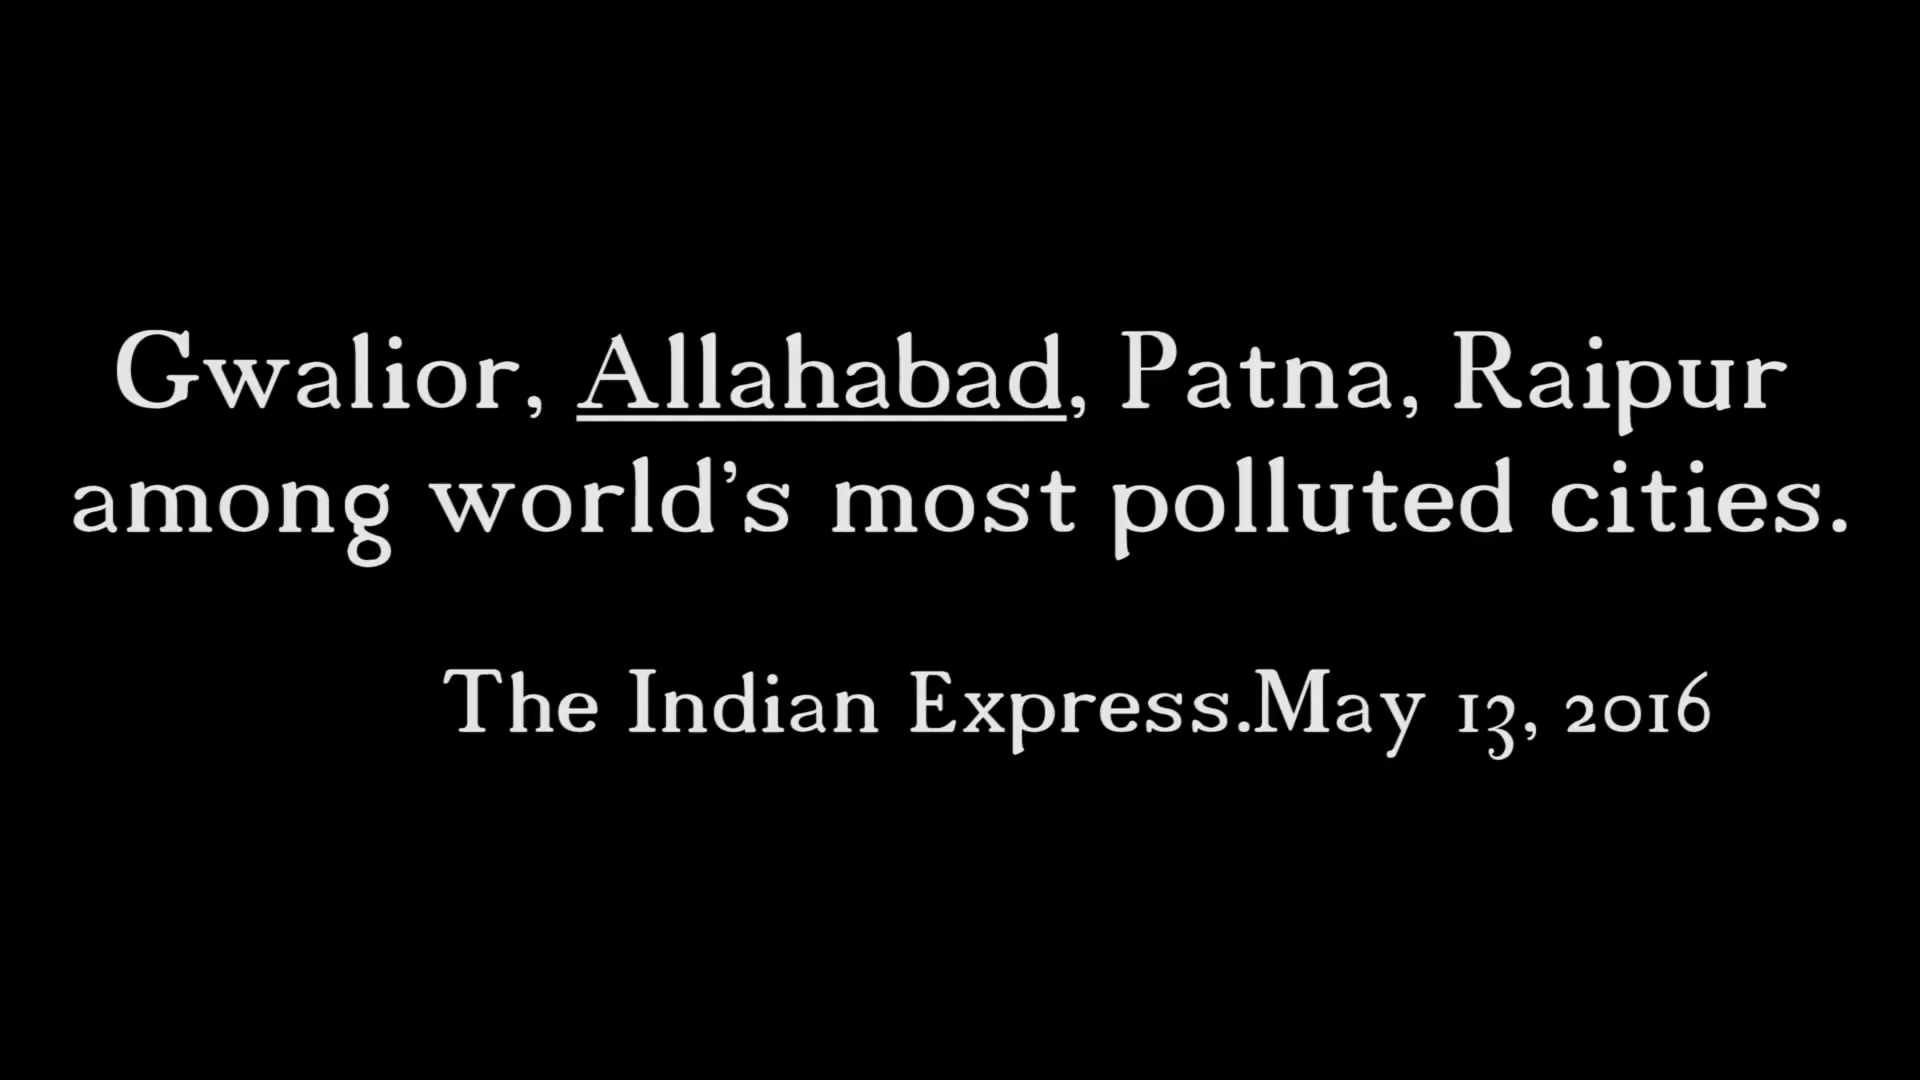 Gwalior, Allahabad, Patna, Raipur
among world's most polluted cities.
The Indian Express.May 13, 2016